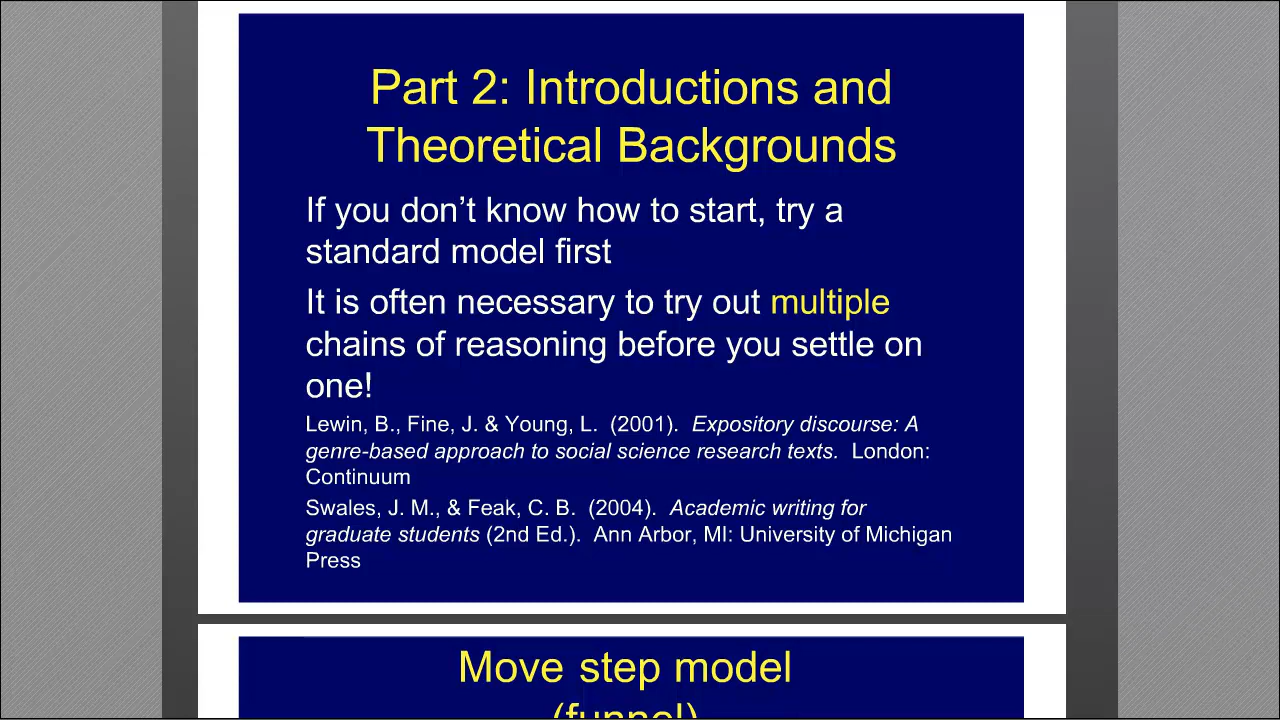 Part 2: Introductions and
Theoretical Backgrounds
If you don’t know how to start, try a
standard model first
It is often necessary to try out multiple
chains of reasoning before you settle on
one!
Lewin, B., Fine, J. & Young, L. (2001). Expository discourse: A
genre-based approach to social science research texts. London:
Continuum
Swales, J. M., & Feak, C. B. (2004). Academic writing for
graduate students (2nd Ed.). Ann Arbor, MI: University of Michigan
Press
Move step model
(funnel)